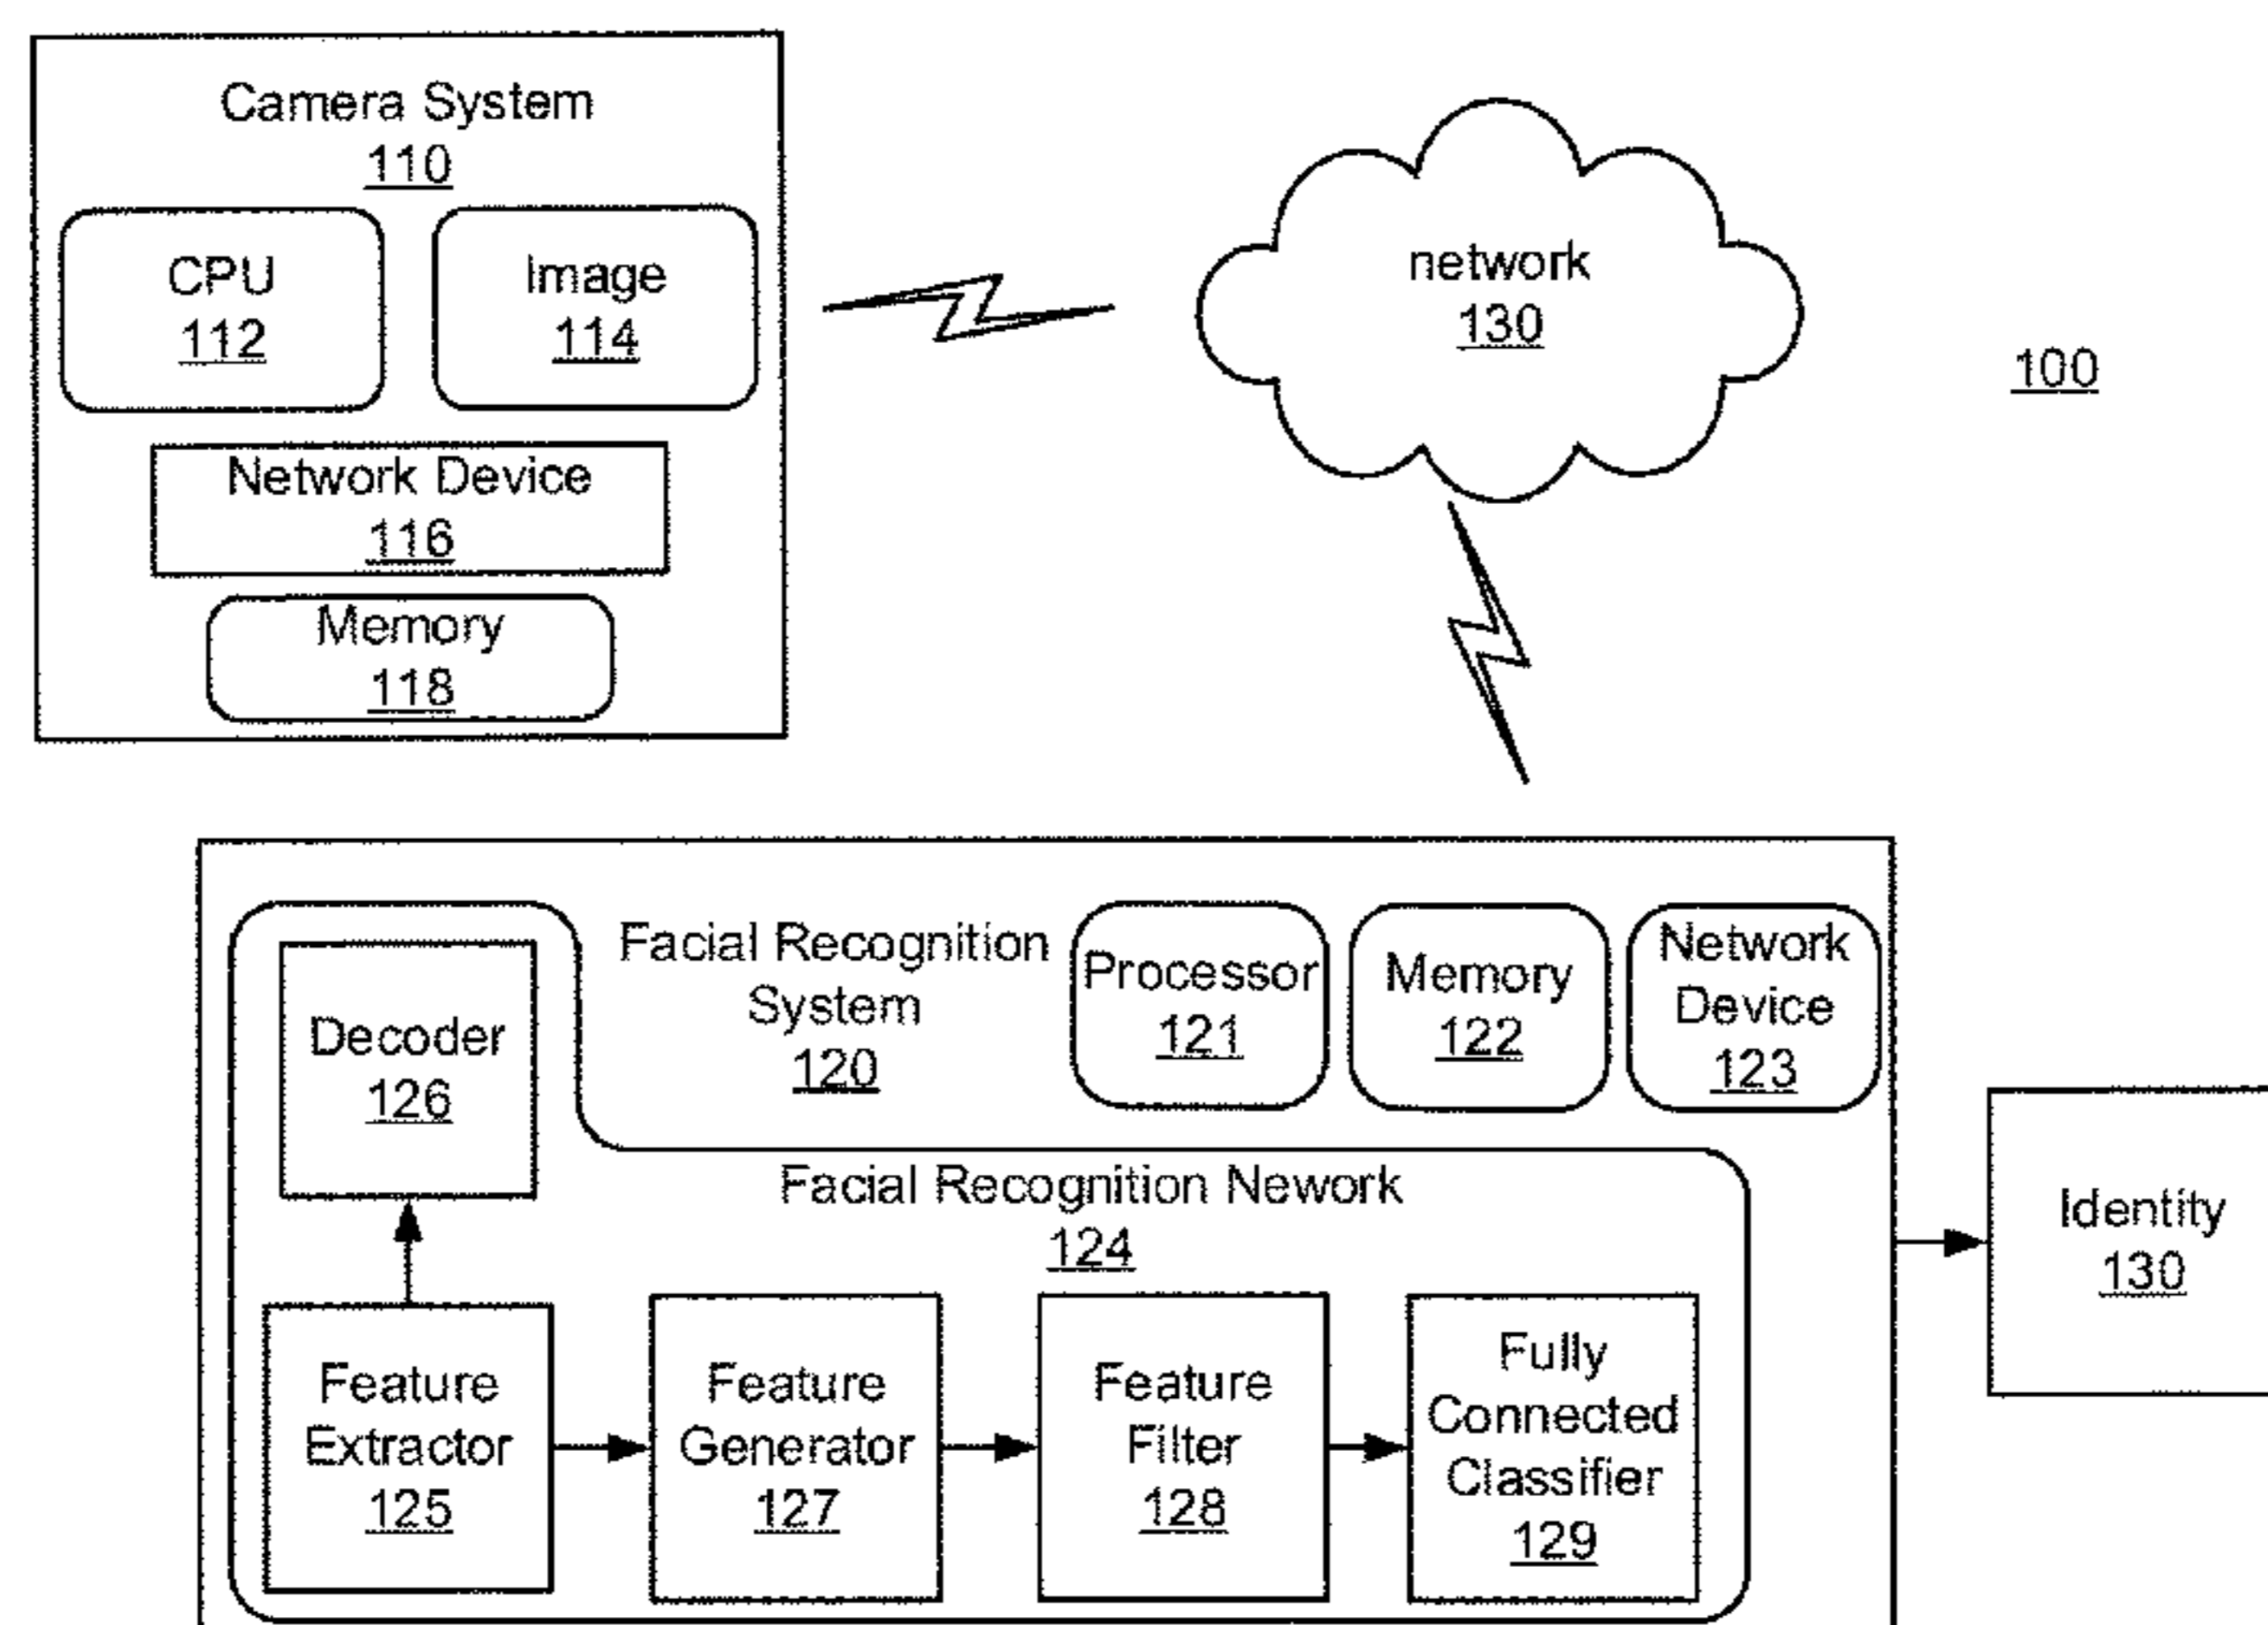 Camera System
110
CPU
112
Image
114
Network Device
116
Memory
118
network
130
100
Facial Recognition
System
120
Processor
121
Memory
122
Network
Device
123
Decoder
126
Facial Recognition Nework
124
Feature
Extractor
125
Feature
Generator
127
Feature
Filter
128
Fully
Connected
Classifier
129
Identity
130